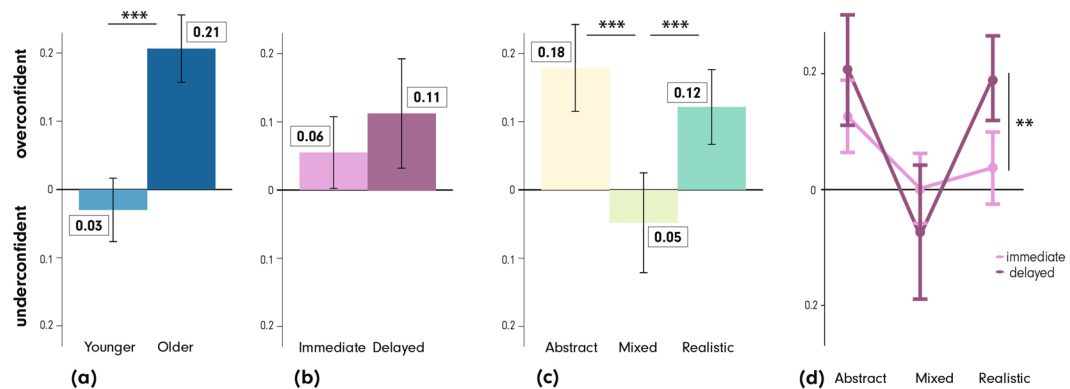 overconfident
underconfident
0.2
0.1
0
0.1
0.2
***
0.21
0.03
Younger Older
(a)
0.2
0.1
0
0.1
0.2
0.06
0.11
Immediate Delayed
(b)
0.2
0.1
0
0.1
0.2
*** ***
0.18
0.12
0.05
Abstract Mixed Realistic
(c)
0.2
0
0.2
**
immediate
delayed
Abstract Mixed Realistic
(d)